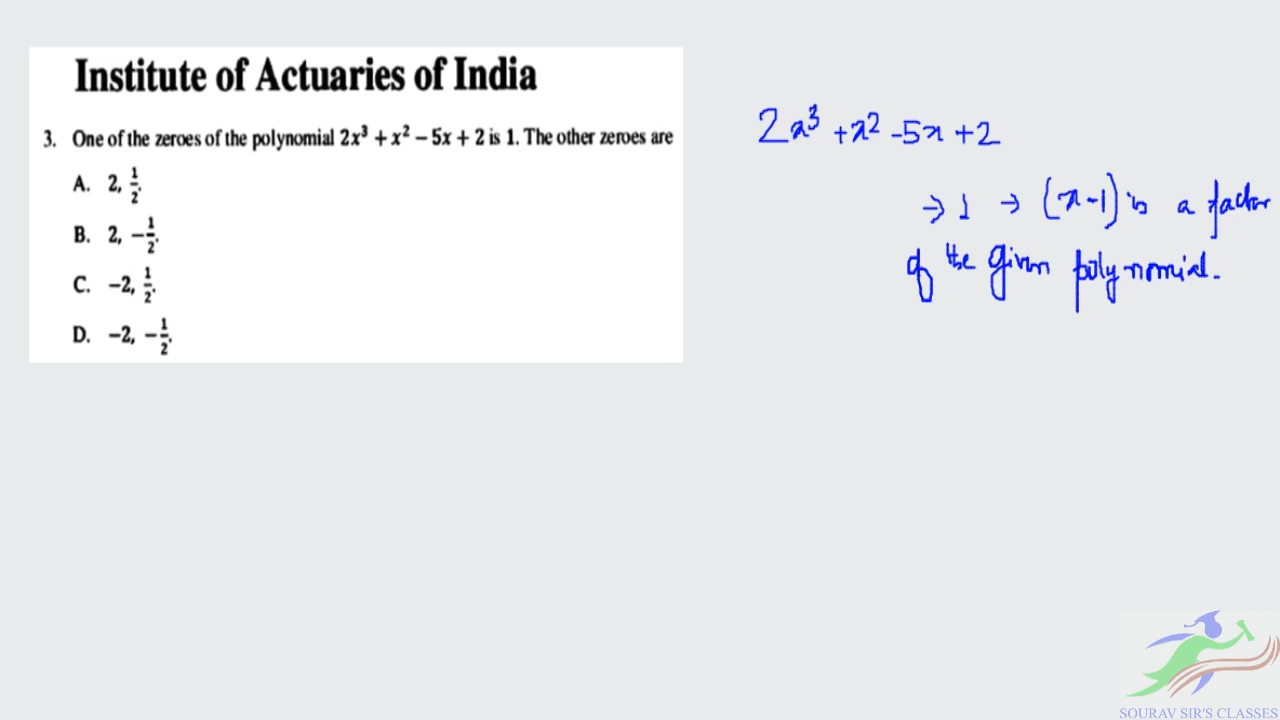 Institute of Actuaries of India
3. One of the zeroes of the polynomial 2x³ + x² − 5x + 2 is 1. The other zeroes are
A. 2, 1/2.
B. 2, −1/2.
C. −2, 1/2.
D. −2, −1/2.
2x³ + x² - 5x + 2
→ 1 → (x-1) is a factor
of the given polynomial.
SOURAV SIR'S CLASSES